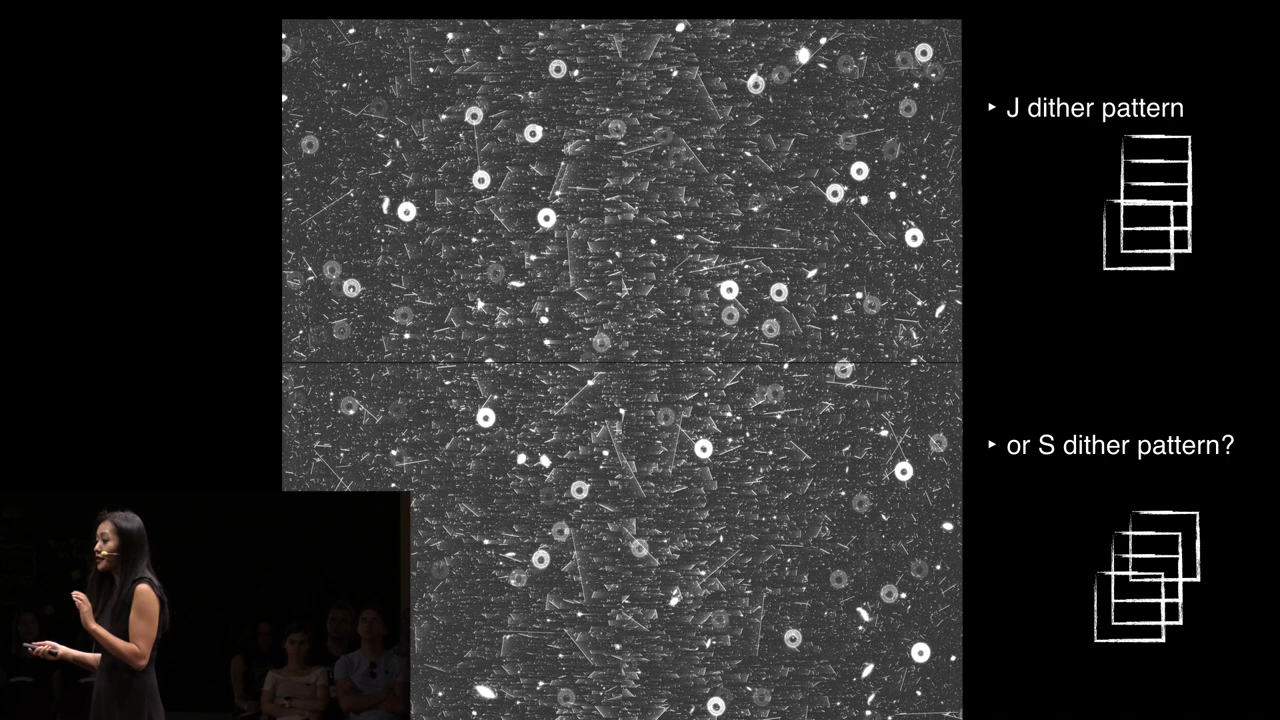 ‣ J dither pattern
‣ or S dither pattern?